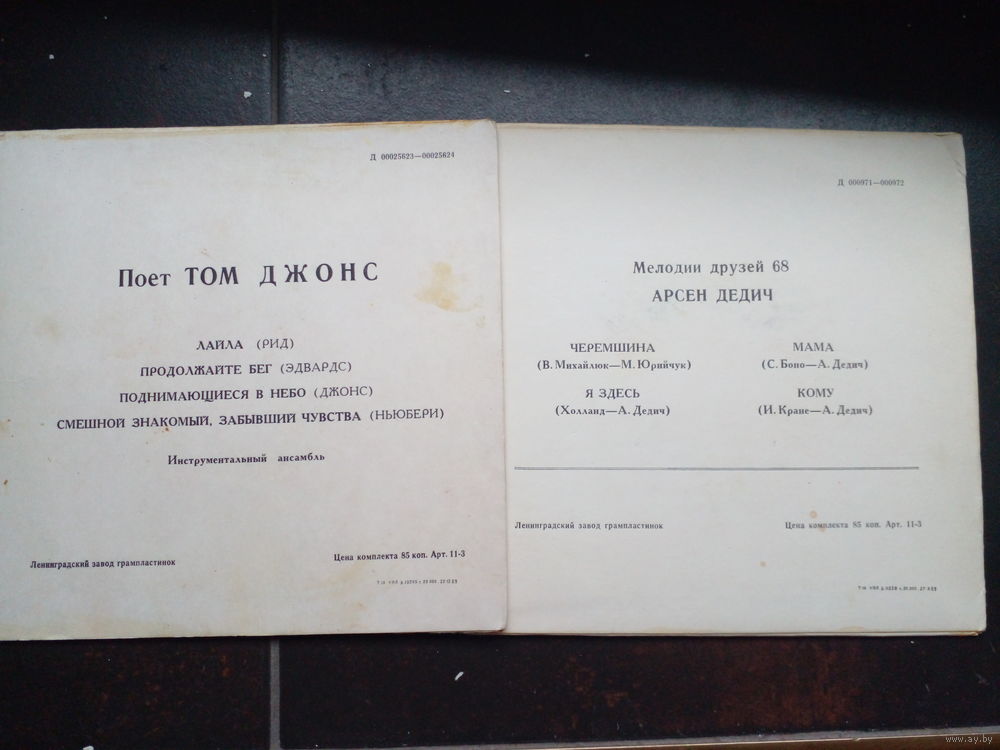 Д 00025623—00025624
Поет ТОМ ДЖОНС
ЛАЙЛА (РИД)
ПРОДОЛЖАЙТЕ БЕГ (ЭДВАРДС)
ПОДНИМАЮЩИЕСЯ В НЕБО (ДЖОНС)
СМЕШНОЙ ЗНАКОМЫЙ, ЗАБЫВШИЙ ЧУВСТВА (НЬЮБЕРИ)
Инструментальный ансамбль
Ленинградский завод грампластинок
Цена комплекта 85 коп. Арт. 11-3
Д 000971—000972
Мелодии друзей 68
АРСЕН ДЕДИЧ
ЧЕРЕМШИНА
(В. Михайлюк—М. Юрийчук)
МАМА
(С. Боно—А. Дедич)
Я ЗДЕСЬ
(Холланд—А. Дедич)
КОМУ
(И. Кране—А. Дедич)
Ленинградский завод грампластинок
Цена комплекта 85 коп. Арт. 11-3
www.ay.by